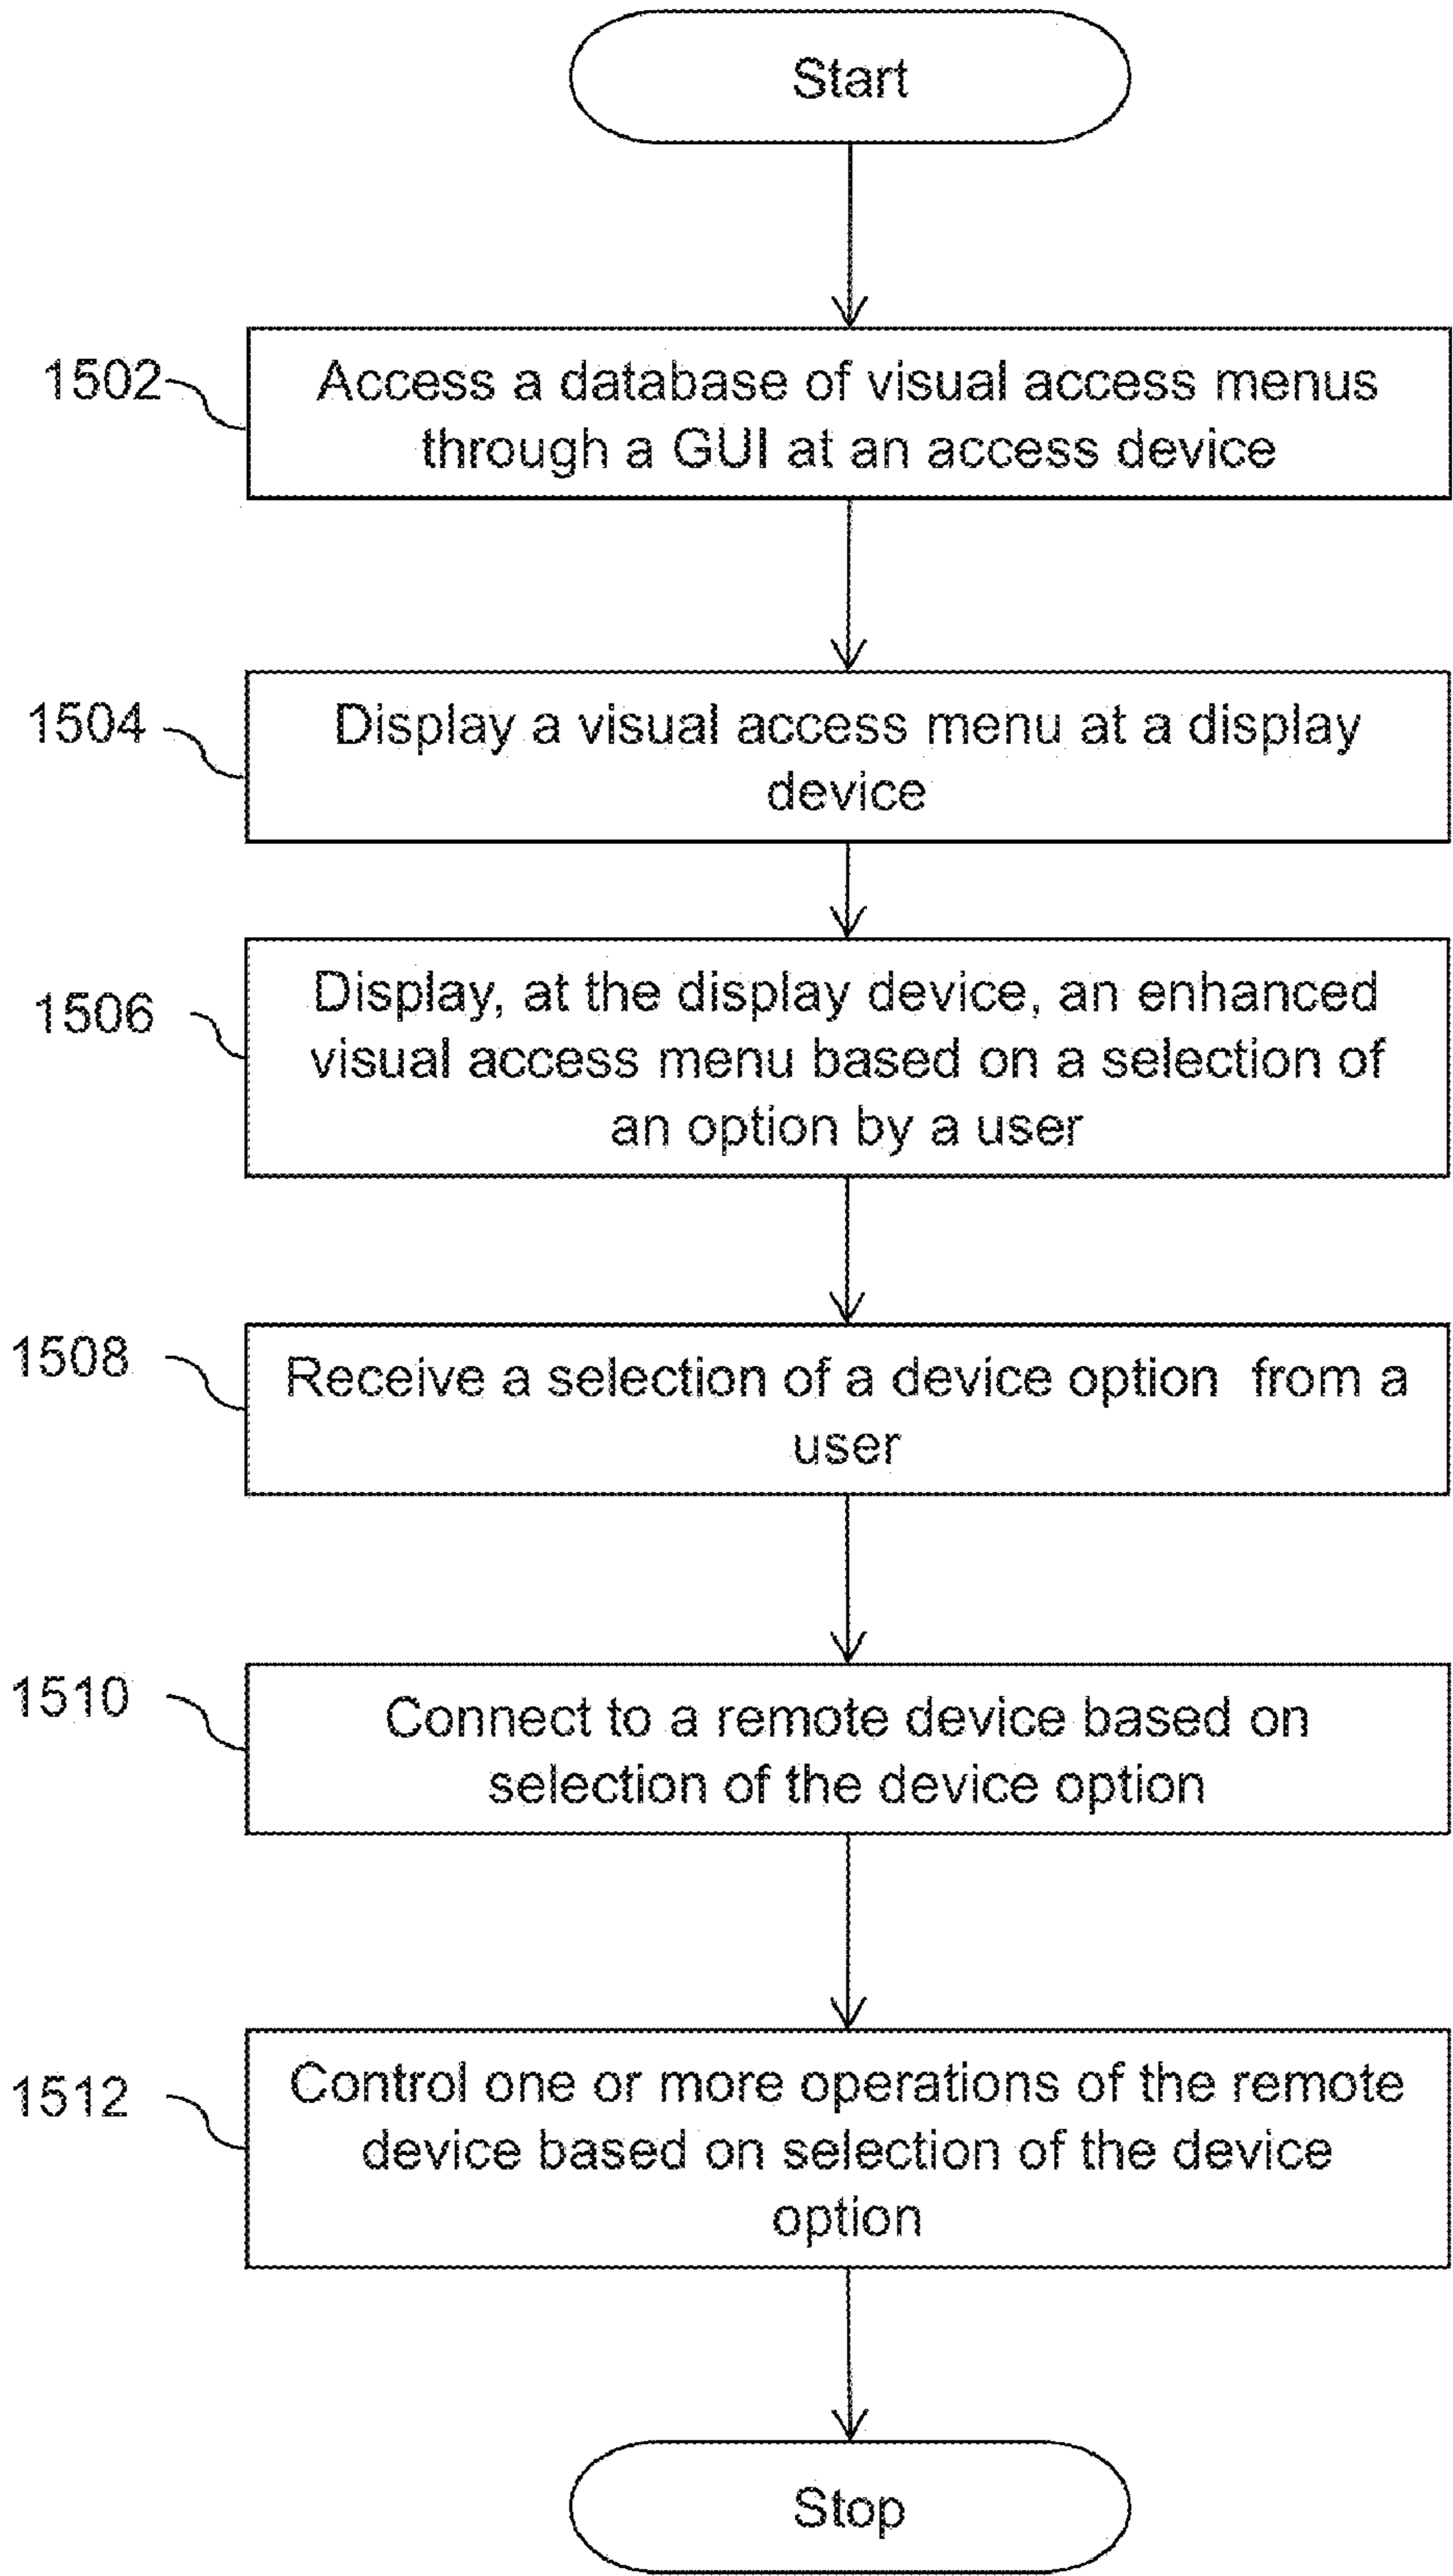 Start
1502
Access a database of visual access menus
through a GUI at an access device
1504
Display a visual access menu at a display
device
1506
Display, at the display device, an enhanced
visual access menu based on a selection of
an option by a user
1508
Receive a selection of a device option from a
user
1510
Connect to a remote device based on
selection of the device option
1512
Control one or more operations of the remote
device based on selection of the device
option
Stop